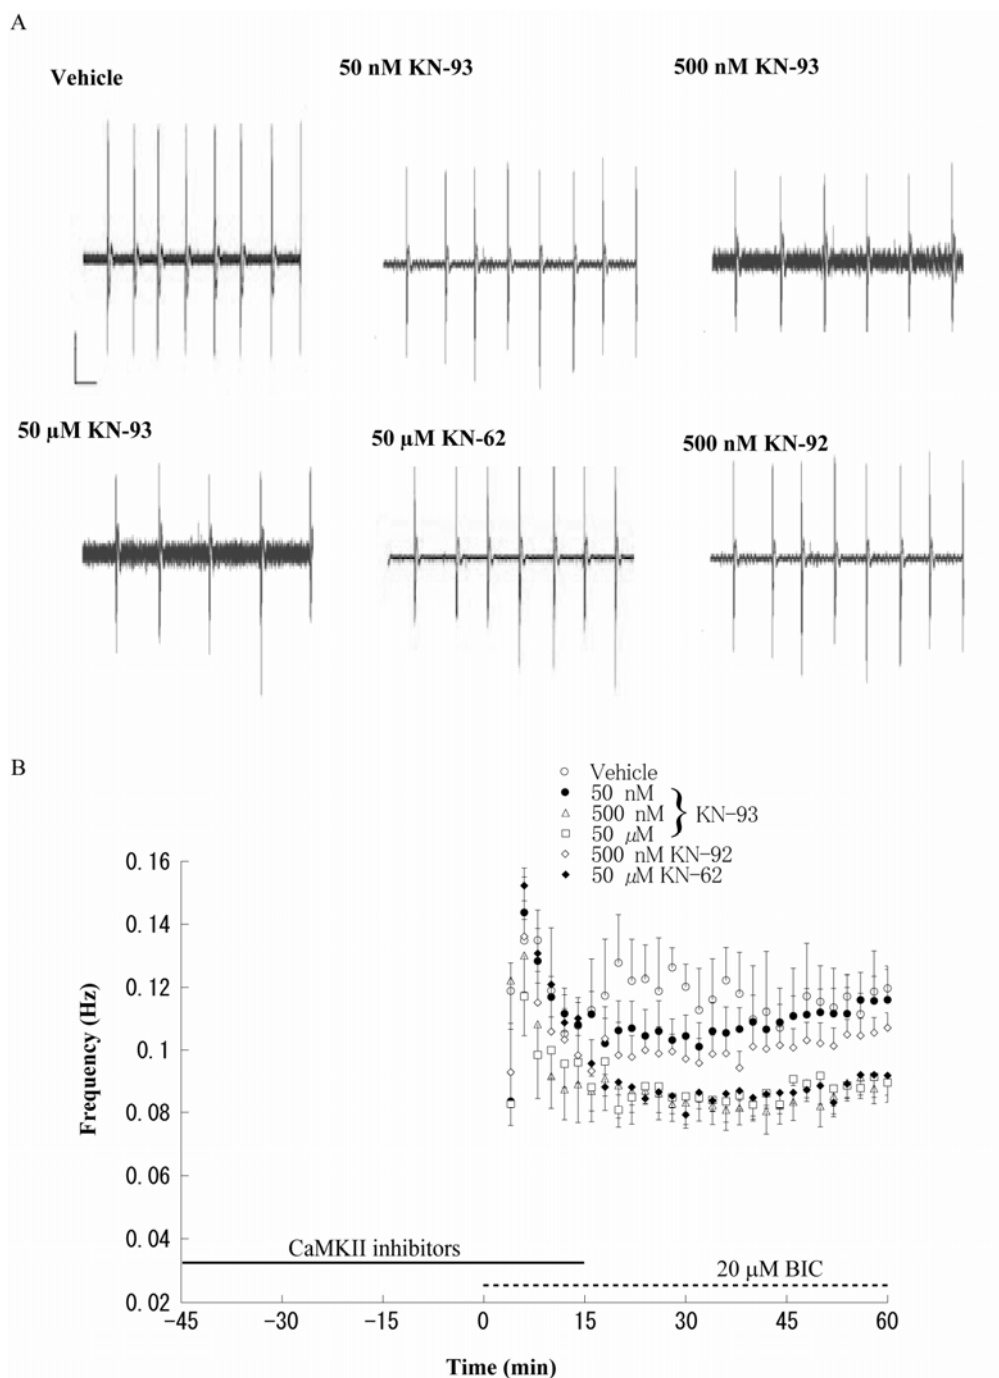 A
Vehicle
50 nM KN-93
500 nM KN-93
50 μM KN-93
50 μM KN-62
500 nM KN-92
B
Vehicle
50 nM
500 nM
50 μM
} KN-93
500 nM KN-92
50 μM KN-62
Frequency (Hz)
0.16
0.14
0.12
0.1
0.08
0.06
0.04
0.02
CaMKII inhibitors
20 μM BIC
-45
-30
-15
0
15
30
45
60
Time (min)